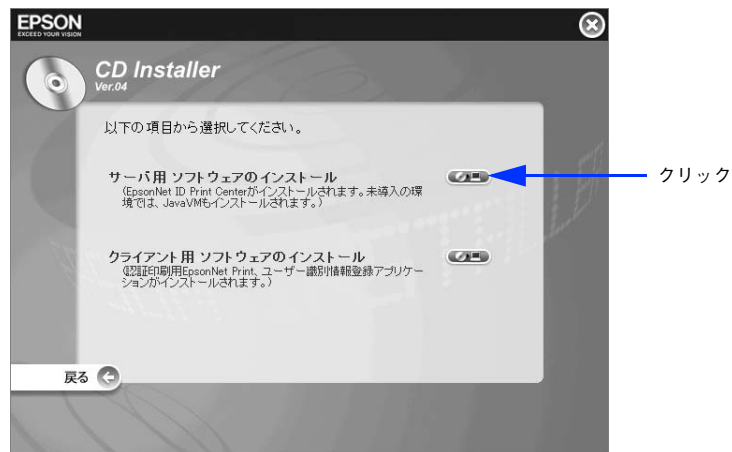 EPSON
EXCEED YOUR VISION
CD Installer
Ver.04
以下の項目から選択してください。
サーバ用 ソフトウェアのインストール
(EpsonNet ID Print Centerがインストールされます。未導入の環
境では、JavaVMもインストールされます。)
クリック
クライアント用 ソフトウェアのインストール
(認証印刷用EpsonNet Print、ユーザー識別情報登録アプリケー
ションがインストールされます。)
戻る